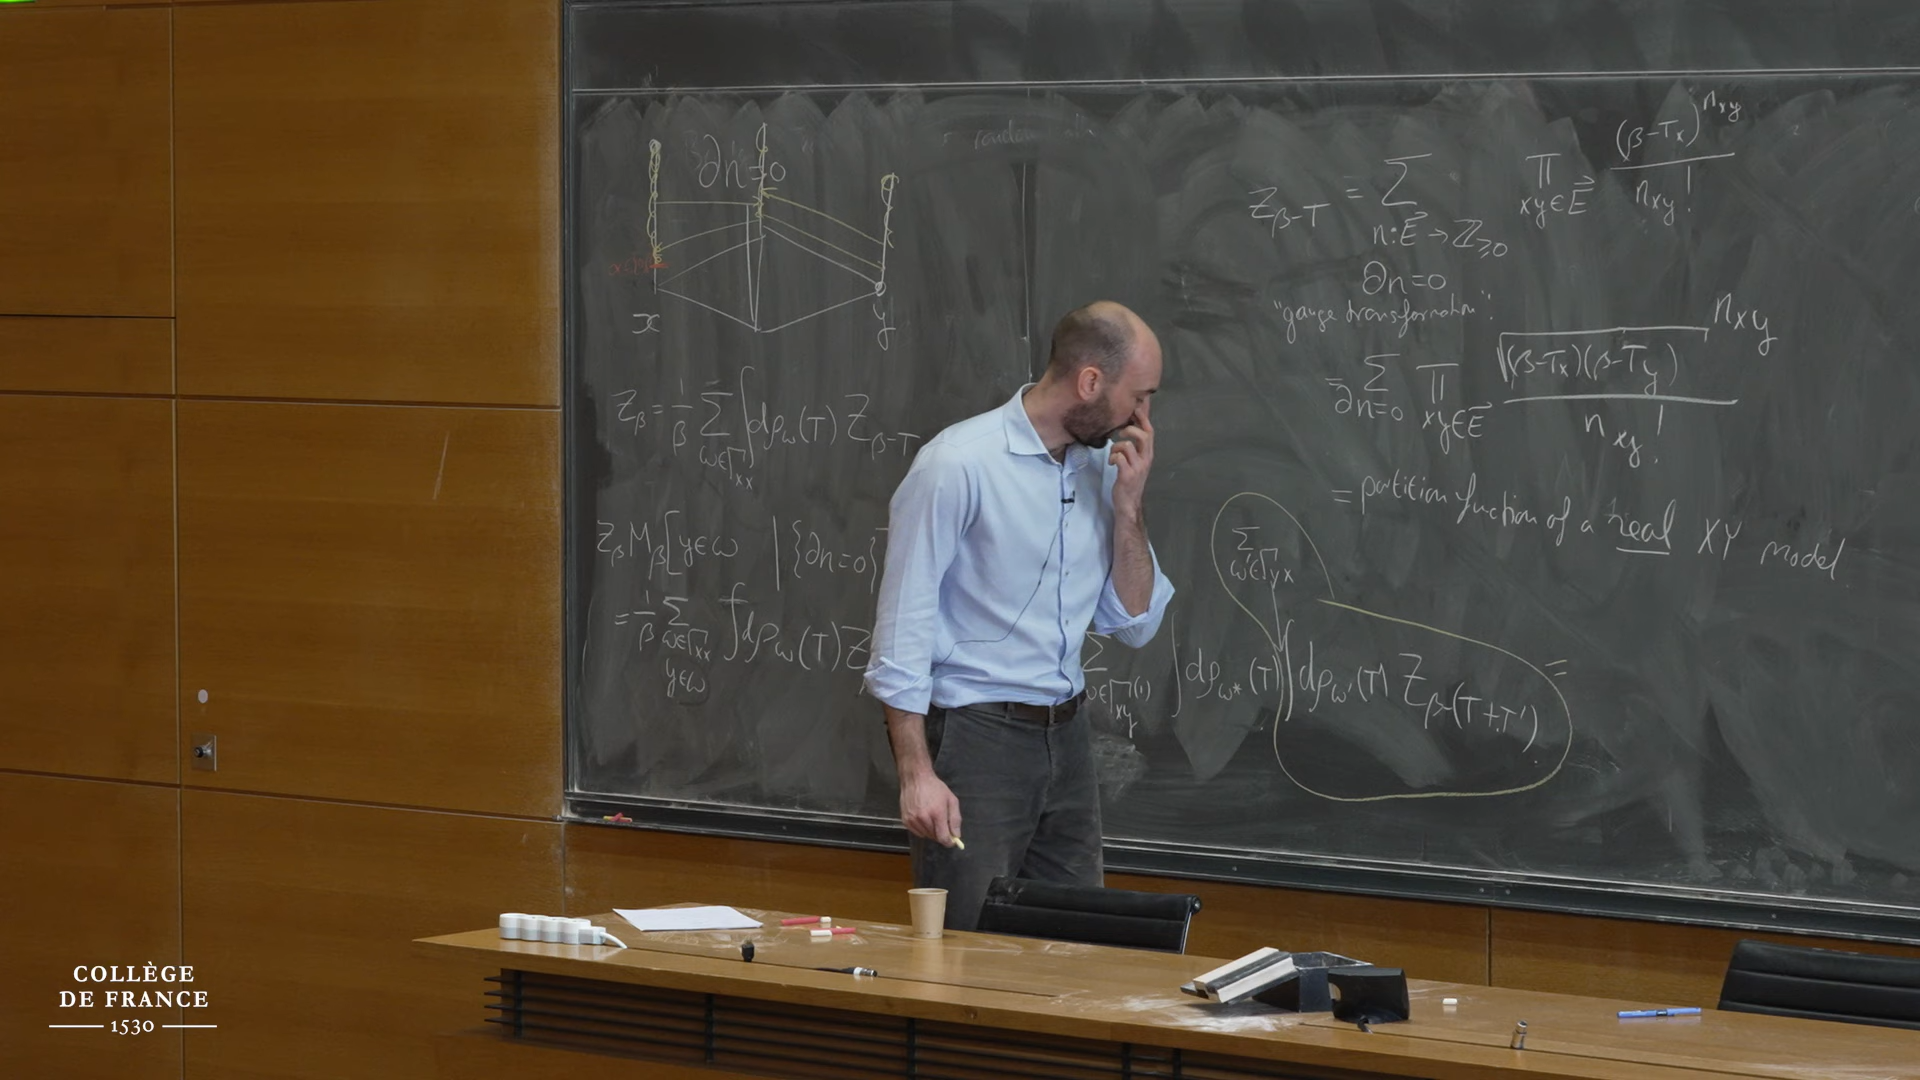 ∂n=0
x
y
Z_β = 1/β Σ_{ω∈Γ_xx} ∫dρ_ω(T) Z_{β-T}
Z_β M_β[y∈ω | {∂n=0}
= 1/β Σ_{ω∈Γ_xx, y∈ω} ∫dρ_ω(T) Z
Z_{β-T} = Σ_{n:E⃗→ℤ_{≥0}, ∂n=0} Π_{xy∈E⃗} (β-T_x)^{n_xy} / n_xy!
"gauge transformation":
= Σ_{∂n=0} Π_{xy∈E⃗} √((β-T_x)(β-T_y))^{n_xy} / n_xy!
= partition function of a real XY model.
Σ_{ω'∈Γ_yx}
Σ_{ω∈Γ_xy^{(1)}} ∫dρ_{ω*}(T) ∫dρ_{ω'}(T') Z_{β-(T+T')} =
COLLÈGE
DE FRANCE
1530